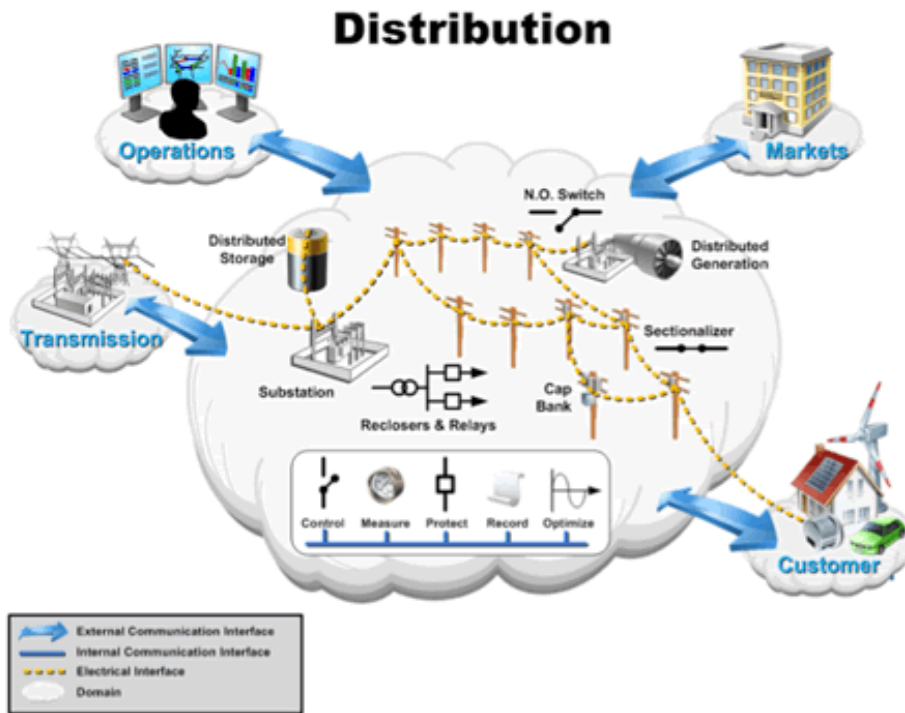 Distribution
Operations
Markets
N.O. Switch
Distributed
Storage
Distributed
Generation
Transmission
Sectionalizer
Substation
Cap
Bank
Reclosers & Relays
Control
Measure
Protect
Record
Optimize
Customer
External Communication Interface
Internal Communication Interface
Electrical Interface
Domain